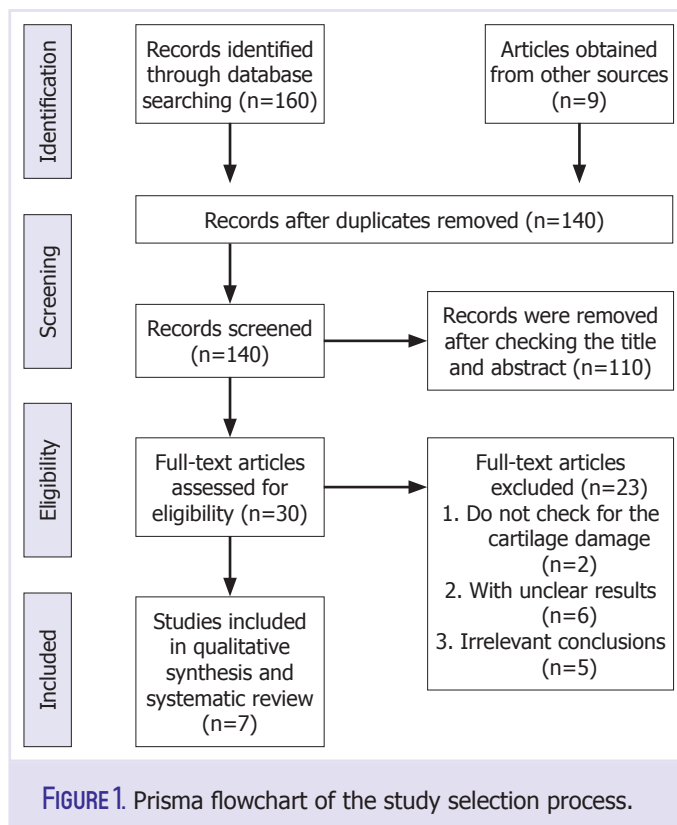 Identification
Records identified
through database
searching (n=160)
Articles obtained
from other sources
(n=9)
Records after duplicates removed (n=140)
Screening
Records screened
(n=140)
Records were removed
after checking the title
and abstract (n=110)
Eligibility
Full-text articles
assessed for
eligibility (n=30)
Full-text articles
excluded (n=23)
1. Do not check for the
cartilage damage
(n=2)
2. With unclear results
(n=6)
3. Irrelevant conclusions
(n=5)
Included
Studies included
in qualitative
synthesis and
systematic review
(n=7)
FIGURE 1. Prisma flowchart of the study selection process.